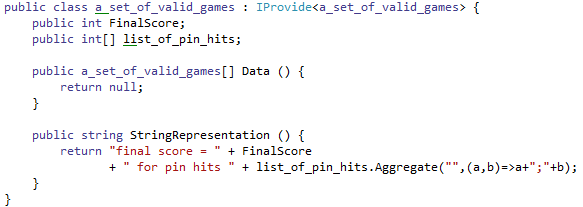 public class a_set_of_valid_games : IProvide<a_set_of_valid_games> {
    public int FinalScore;
    public int[] list_of_pin_hits;

    public a_set_of_valid_games[] Data () {
        return null;
    }

    public string StringRepresentation () {
        return "final score = " + FinalScore
               + " for pin hits " + list_of_pin_hits.Aggregate("",(a,b)=>a+";"+b);
    }
}